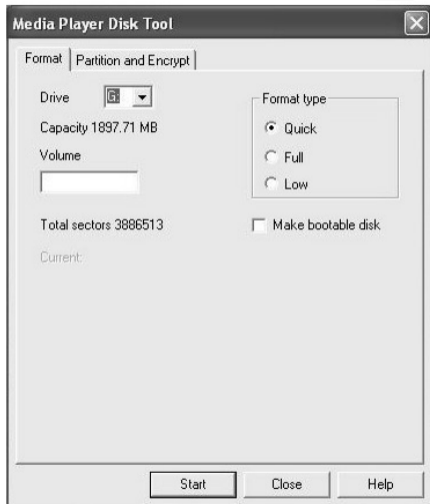 Media Player Disk Tool
Format Partition and Encrypt
Drive G:
Format type
Capacity 1897.71 MB
Quick
Volume
Full
Low
Total sectors 3886513
Make bootable disk
Current:
Start Close Help